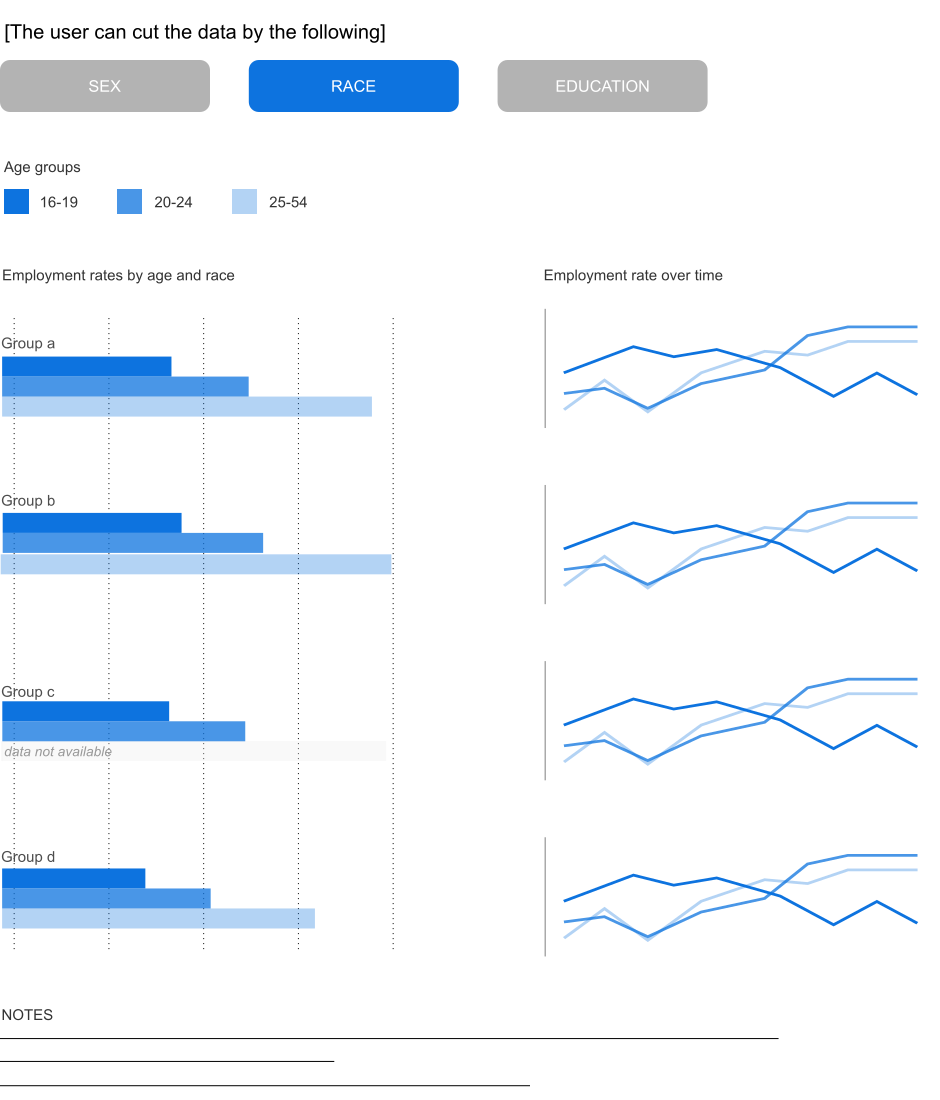 [The user can cut the data by the following]
SEX RACE EDUCATION
Age groups
16-19 20-24 25-54
Employment rates by age and race
Employment rate over time
Group a
Group b
Group c
data not available
Group d
NOTES